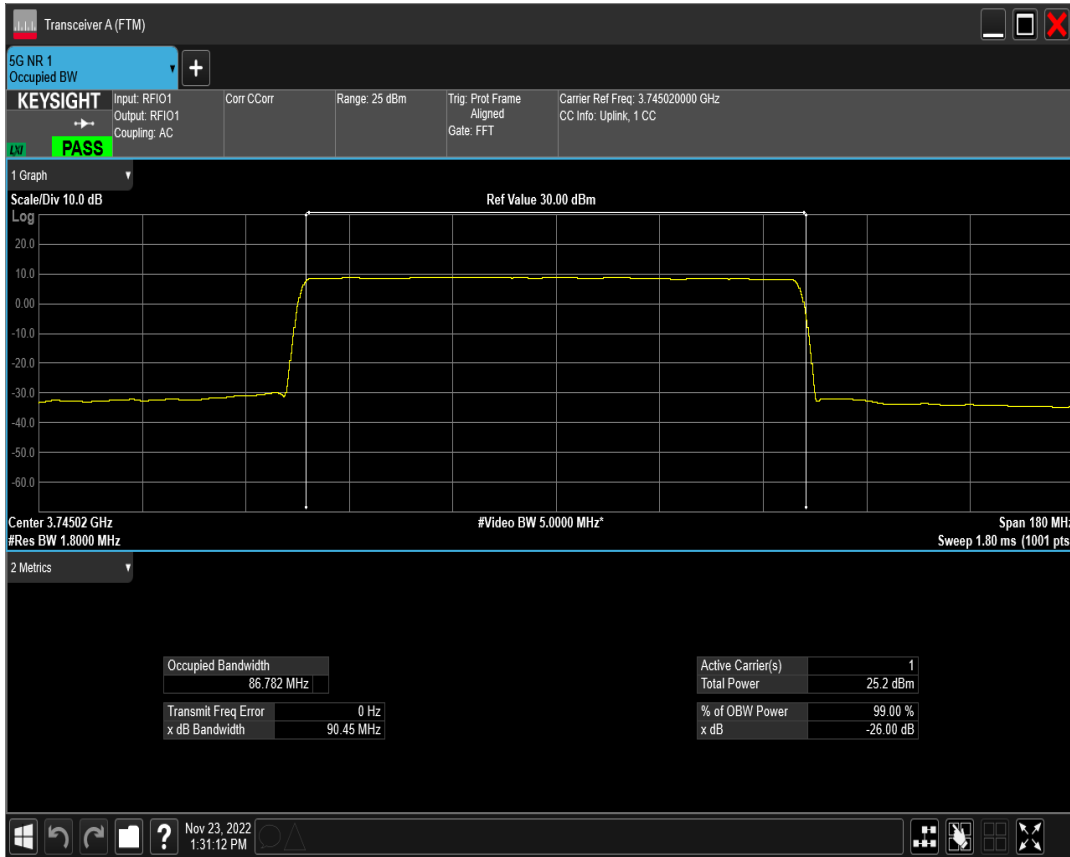 Transceiver A (FTM)
5G NR 1
Occupied BW
+
KEYSIGHT
LXI
PASS
Input: RFIO1
Output: RFIO1
Coupling: AC
Corr CCorr
Range: 25 dBm
Trig: Prot Frame
Aligned
Gate: FFT
Carrier Ref Freq: 3.745020000 GHz
CC Info: Uplink, 1 CC
1 Graph
Scale/Div 10.0 dB
Ref Value 30.00 dBm
Log
20.0
10.0
0.00
-10.0
-20.0
-30.0
-40.0
-50.0
-60.0
Center 3.74502 GHz
#Video BW 5.0000 MHz*
Span 180 MHz
#Res BW 1.8000 MHz
Sweep 1.80 ms (1001 pts
2 Metrics
Occupied Bandwidth
86.782 MHz
Transmit Freq Error 0 Hz
x dB Bandwidth 90.45 MHz
Active Carrier(s) 1
Total Power 25.2 dBm
% of OBW Power 99.00 %
x dB -26.00 dB
?
Nov 23, 2022
1:31:12 PM